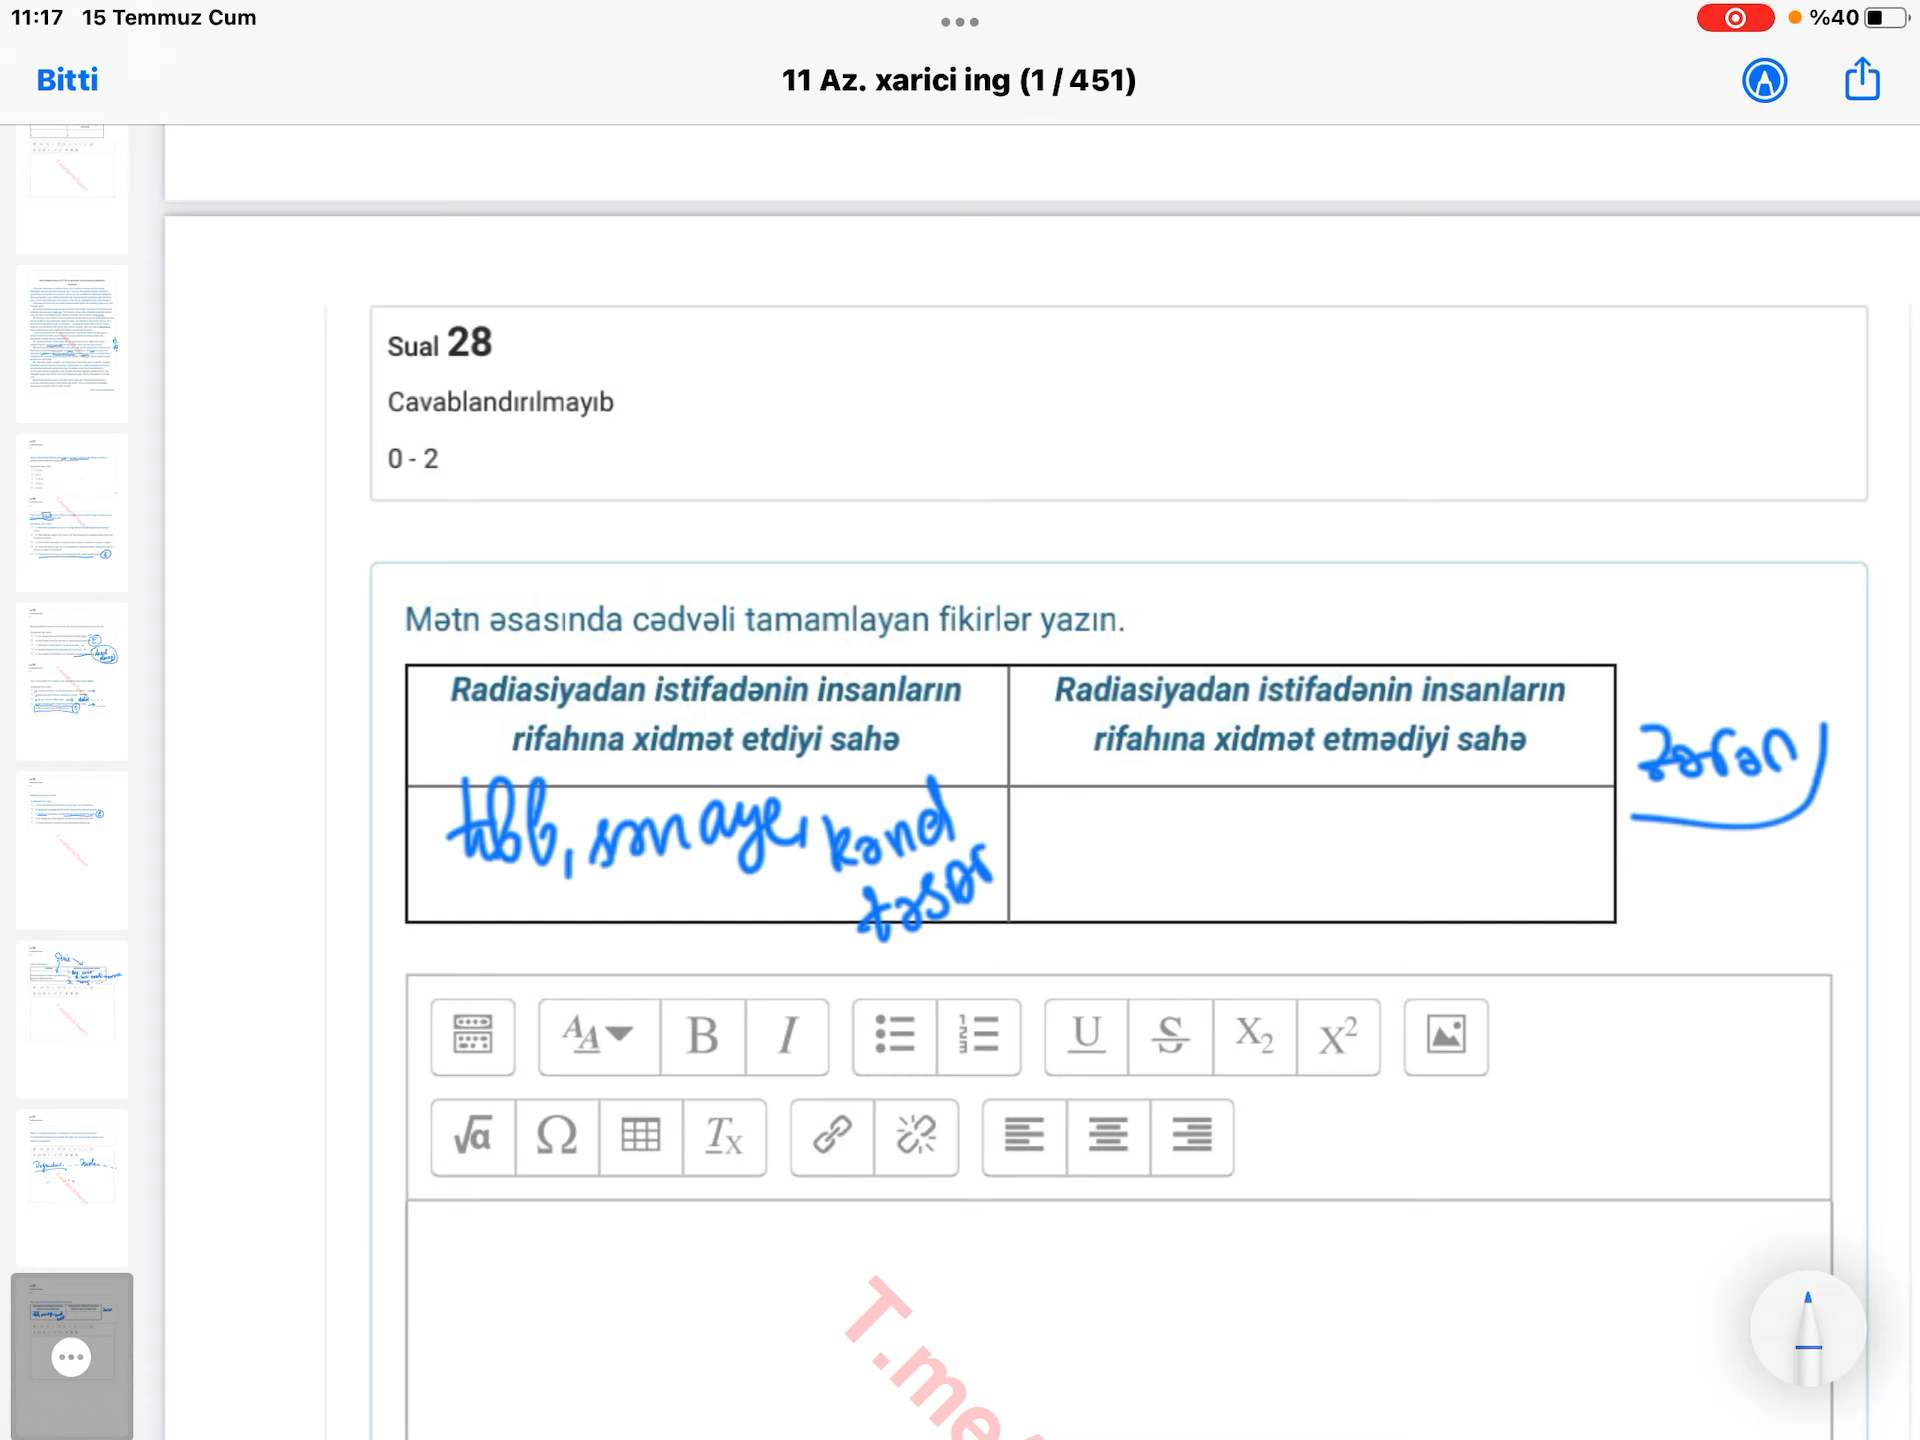 11:17 15 Temmuz Cum
%40
Bitti
11 Az. xarici ing (1 / 451)
Sual 28
Cavablandırılmayıb
0 - 2
Mətn əsasında cədvəli tamamlayan fikirlər yazın.
Radiasiyadan istifadənin insanların
rifahına xidmət etdiyi sahə
Radiasiyadan istifadənin insanların
rifahına xidmət etmədiyi sahə
zərən
tibb, sənaye, kənd
təsər
T.me